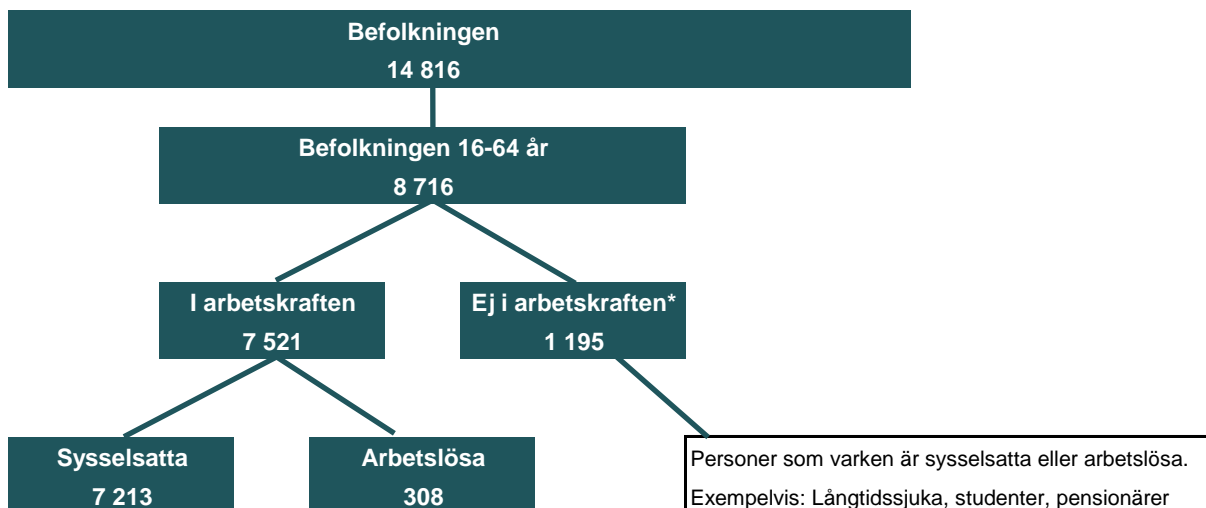 Befolkningen
14 816
Befolkningen 16-64 år
8 716
I arbetskraften
7 521
Ej i arbetskraften*
1 195
Sysselsatta
7 213
Arbetslösa
308
Personer som varken är sysselsatta eller arbetslösa.
Exempelvis: Långtidssjuka, studenter, pensionärer